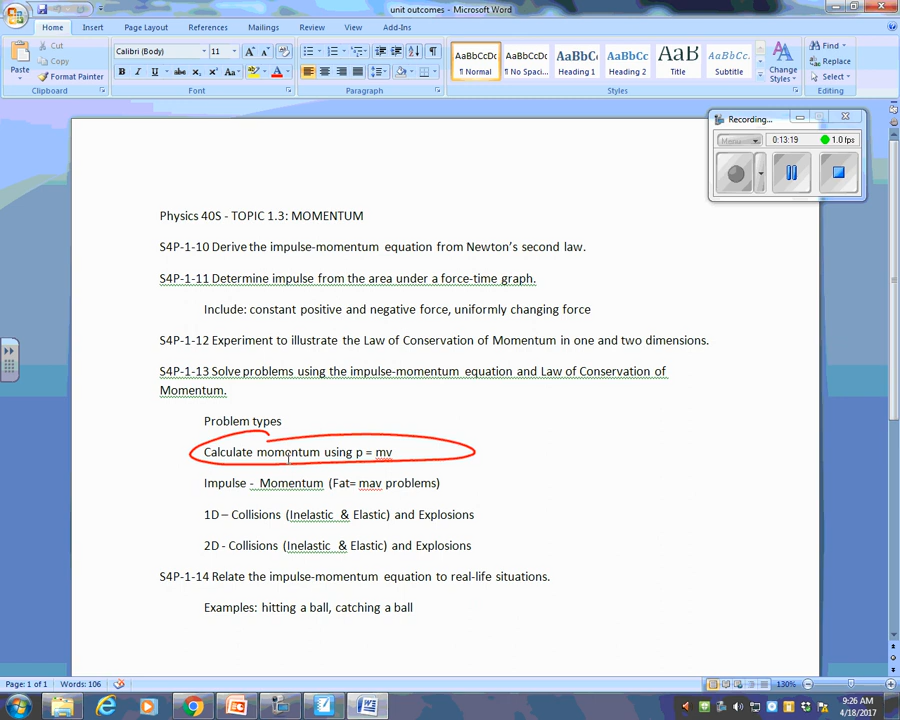 unit outcomes - Microsoft Word
Home Insert Page Layout References Mailings Review View Add-Ins
Paste
Cut
Copy
Format Painter
Clipboard
Calibri (Body) 11
Font
Paragraph
AaBbCcDc AaBbCcDc AaBbCc AaBbCc AaB AaBbCc.
¶ Normal ¶ No Spaci... Heading 1 Heading 2 Title Subtitle
Change Styles
Styles
Find
Replace
Select
Editing
Recording...
Menu
0:13:19 1.0 fps
Physics 40S - TOPIC 1.3: MOMENTUM
S4P-1-10 Derive the impulse-momentum equation from Newton's second law.
S4P-1-11 Determine impulse from the area under a force-time graph.
Include: constant positive and negative force, uniformly changing force
S4P-1-12 Experiment to illustrate the Law of Conservation of Momentum in one and two dimensions.
S4P-1-13 Solve problems using the impulse-momentum equation and Law of Conservation of
Momentum.
Problem types
Calculate momentum using p = mv
Impulse - Momentum (Fat= mav problems)
1D – Collisions (Inelastic & Elastic) and Explosions
2D - Collisions (Inelastic & Elastic) and Explosions
S4P-1-14 Relate the impulse-momentum equation to real-life situations.
Examples: hitting a ball, catching a ball
Page: 1 of 1 Words: 106 130%
9:26 AM
4/18/2017